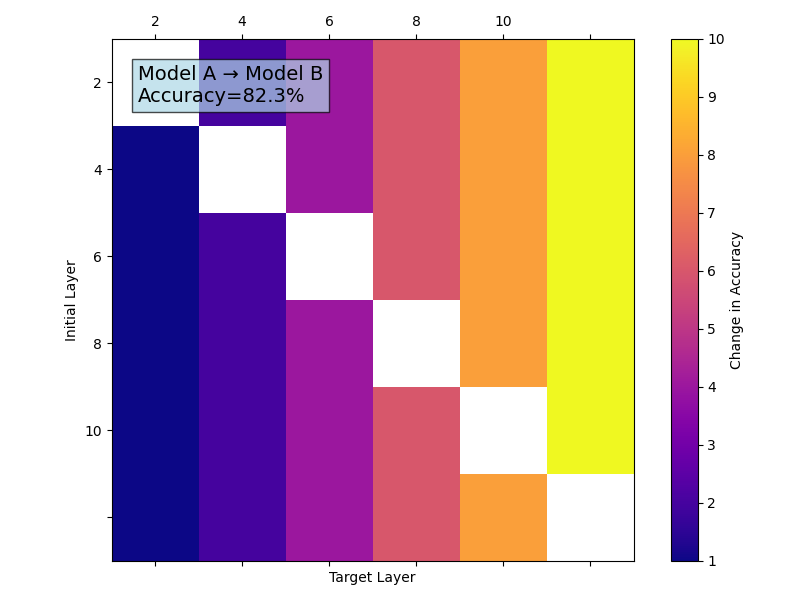 2 4 6 8 10
Model A → Model B
Accuracy=82.3%
2
4
6
8
10
Initial Layer
Target Layer
10
9
8
7
6
5
4
3
2
1
Change in Accuracy